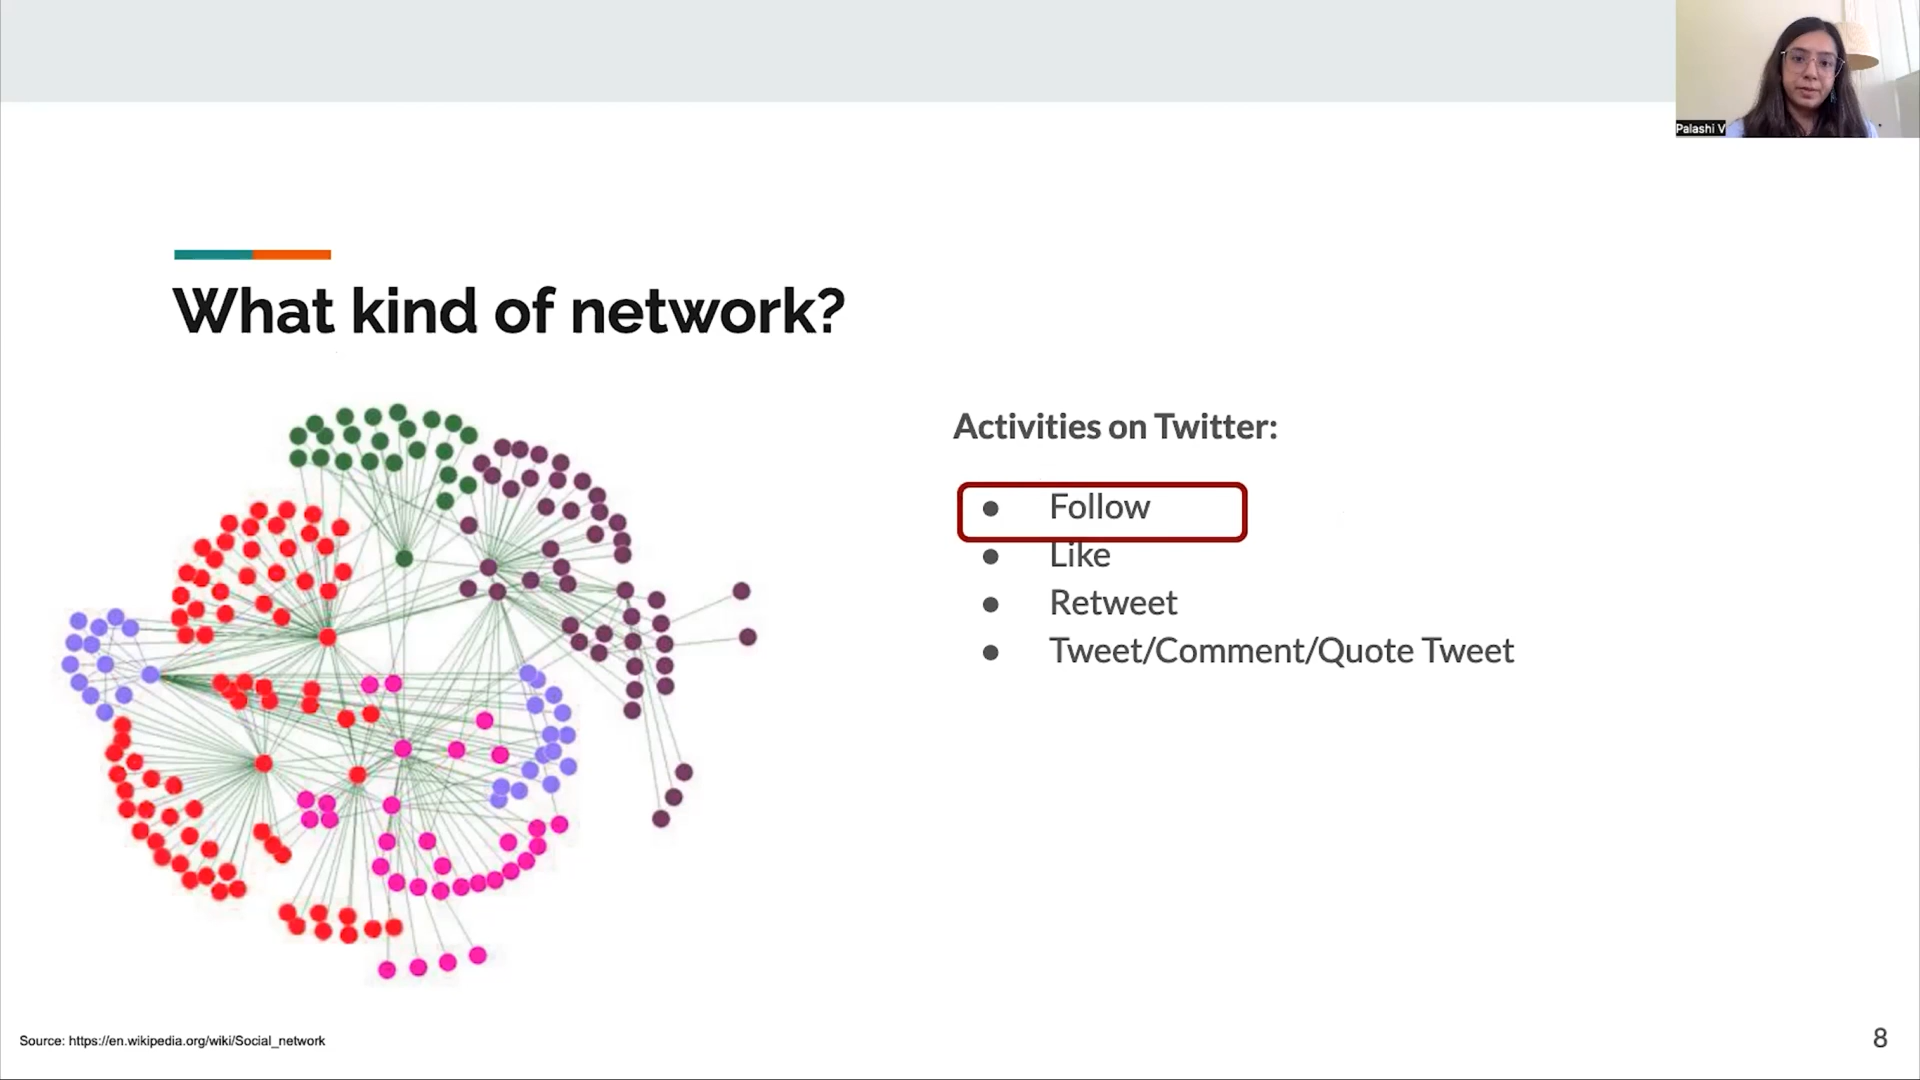 Palashi V
What kind of network?
Activities on Twitter:
● Follow
● Like
● Retweet
● Tweet/Comment/Quote Tweet
Source: https://en.wikipedia.org/wiki/Social_network
8